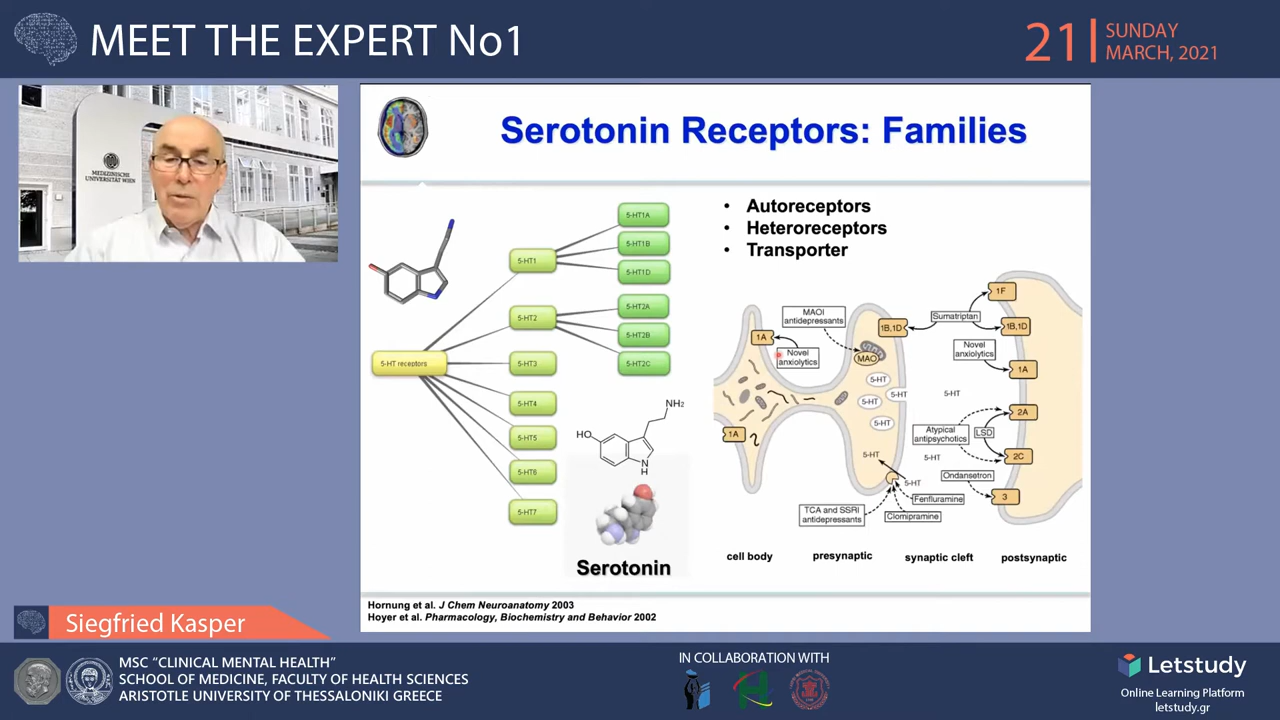 MEET THE EXPERT No1
21
SUNDAY
MARCH, 2021
MEDIZINISCHE
UNIVERSITÄT WIEN
Serotonin Receptors: Families
5-HT receptors
5-HT1
5-HT2
5-HT3
5-HT4
5-HT5
5-HT6
5-HT7
5-HT1A
5-HT1B
5-HT1D
5-HT2A
5-HT2B
5-HT2C
HO
NH2
N
H
Serotonin
• Autoreceptors
• Heteroreceptors
• Transporter
1A
Novel
anxiolytics
1A
MAOI
antidepressants
1B,1D
MAO
5-HT
5-HT
5-HT
5-HT
5-HT
5-HT
TCA and SSRI
antidepressants
Fenfluramine
Clomipramine
Sumatriptan
1F
1B,1D
Novel
anxiolytics
1A
5-HT
2A
Atypical
antipsychotics
LSD
5-HT
2C
Ondansetron
3
cell body
presynaptic
synaptic cleft
postsynaptic
Hornung et al. J Chem Neuroanatomy 2003
Hoyer et al. Pharmacology, Biochemistry and Behavior 2002
Siegfried Kasper
MSC “CLINICAL MENTAL HEALTH”
SCHOOL OF MEDICINE, FACULTY OF HEALTH SCIENCES
ARISTOTLE UNIVERSITY OF THESSALONIKI GREECE
IN COLLABORATION WITH
Letstudy
Online Learning Platform
letstudy.gr